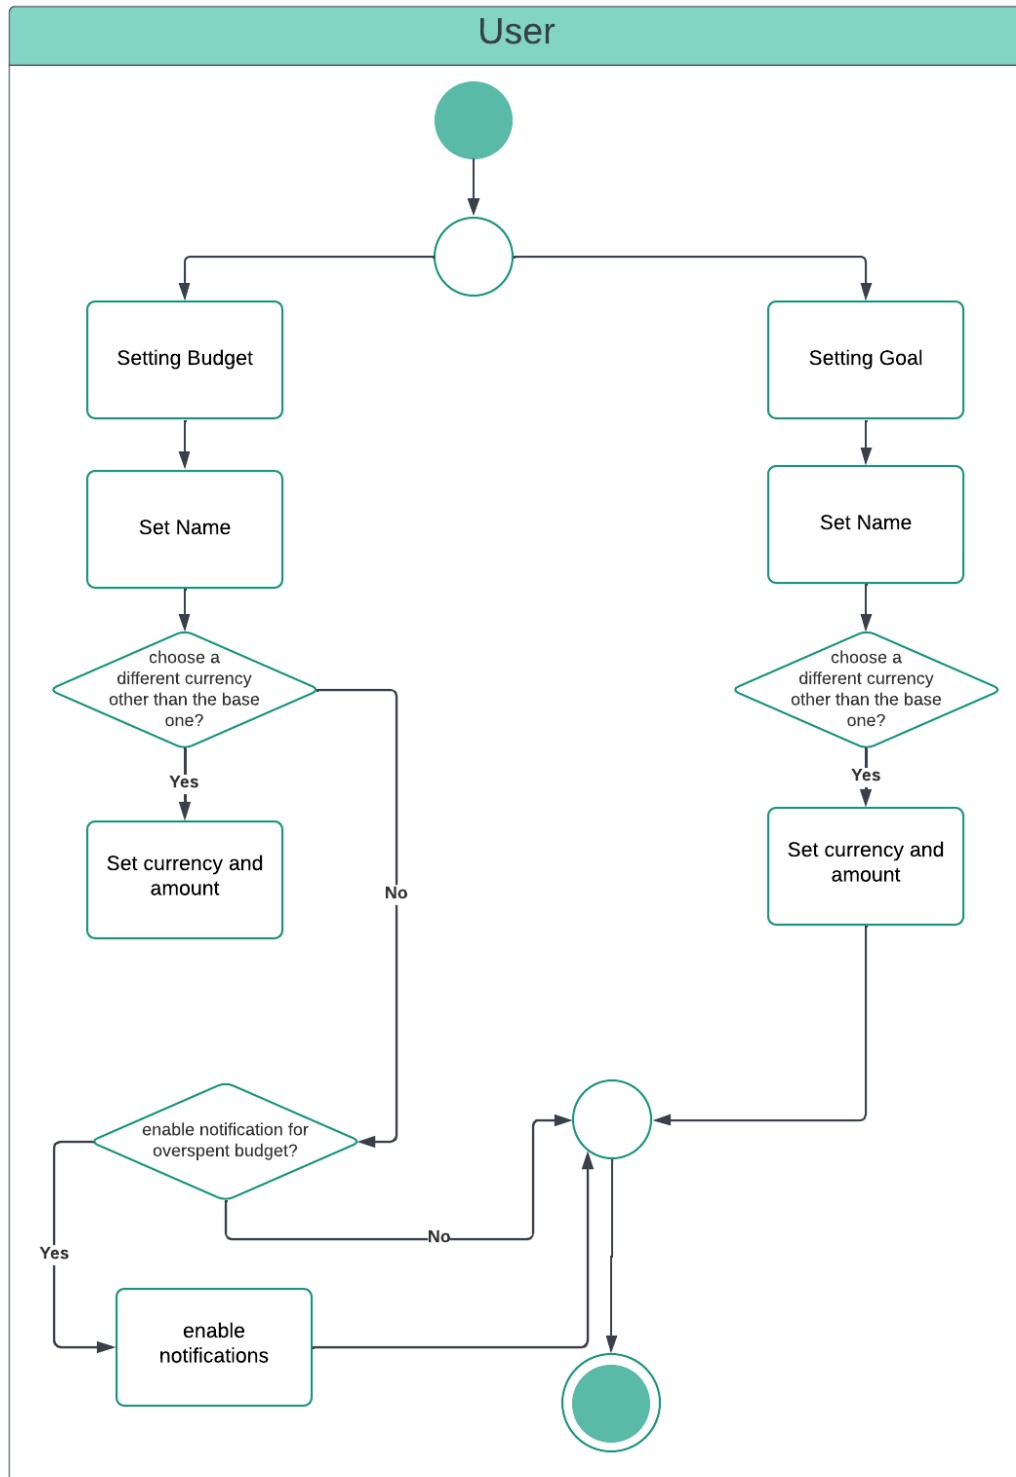 User
Setting Budget
Setting Goal
Set Name
Set Name
choose a
different currency
other than the base
one?
choose a
different currency
other than the base
one?
Yes
Yes
Set currency and
amount
Set currency and
amount
No
enable notification for
overspent budget?
No
Yes
enable
notifications